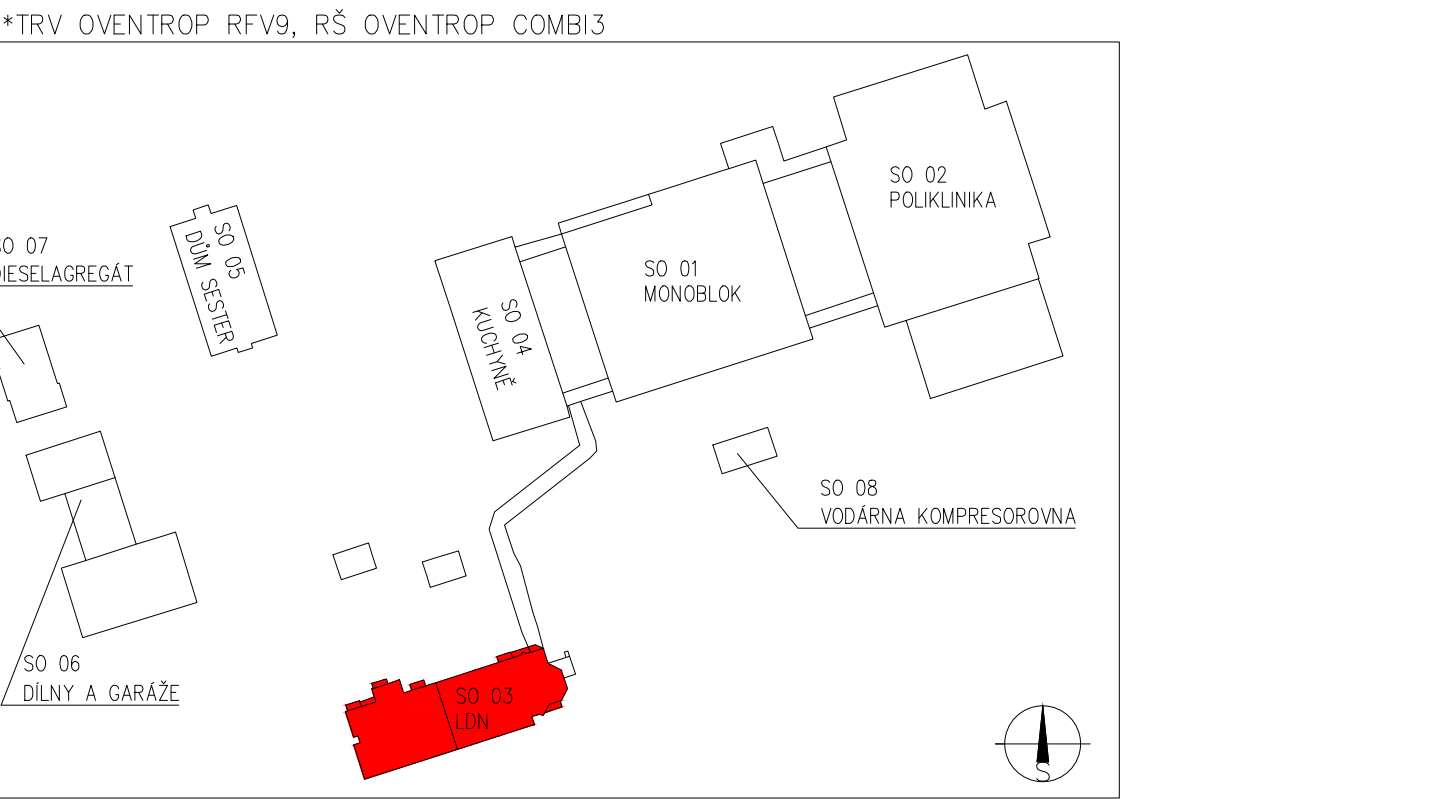 *TRV OVENTROP RFV9, RŠ OVENTROP COMBI3
SO 02
POLIKLINIKA
SO 05
DŮM SESTER
SO 07
DIESELAGREGÁT
SO 01
MONOBLOK
SO 04
KUCHYNĚ
SO 08
VODÁRNA KOMPRESOROVNA
SO 06
DÍLNY A GARÁŽE
SO 03
LDN
S